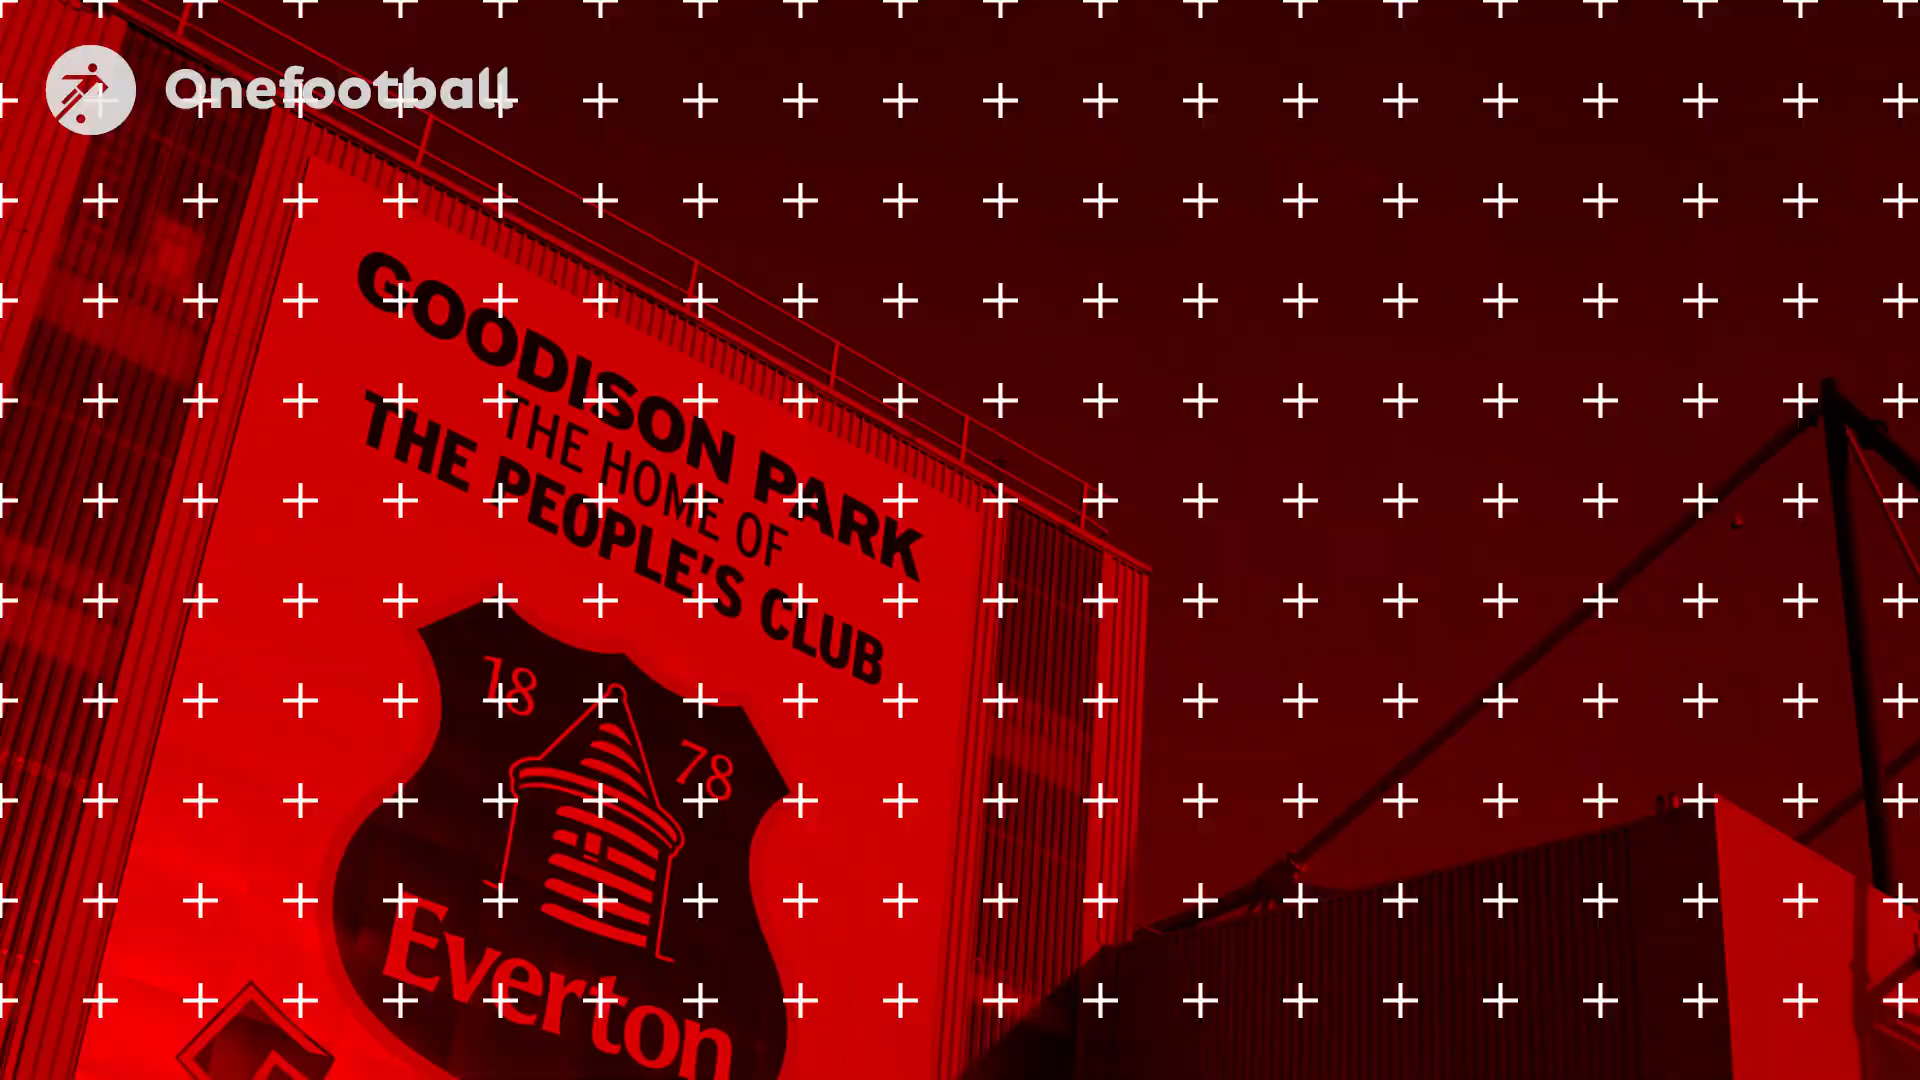 Onefootball
GOODISON PARK
THE HOME OF
THE PEOPLE'S CLUB
18 78
Everton